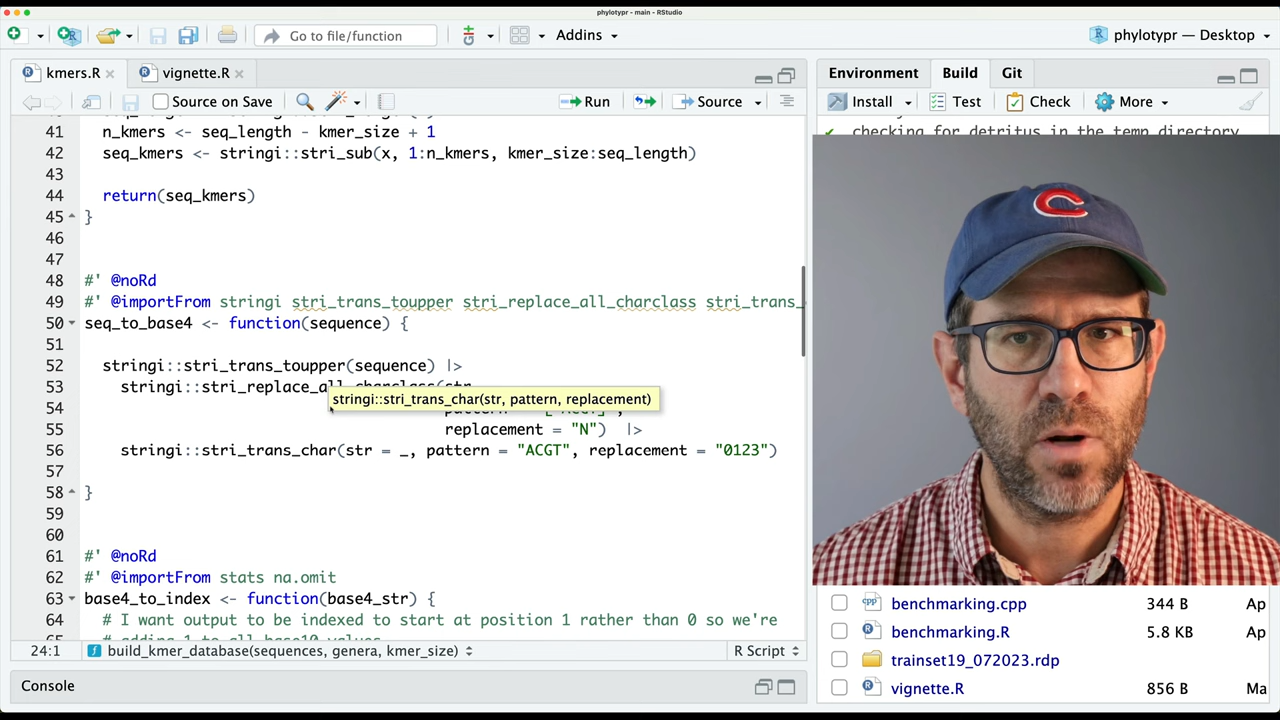 phylotypr - main - RStudio
Go to file/function
Addins
phylotypr — Desktop
kmers.R
vignette.R
Environment
Build
Git
Source on Save
Run
Source
Install
Test
Check
More
checking for detritus in the temp directory
41 n_kmers <- seq_length - kmer_size + 1
42 seq_kmers <- stringi::stri_sub(x, 1:n_kmers, kmer_size:seq_length)
43
44 return(seq_kmers)
45 }
46
47
48 #' @noRd
49 #' @importFrom stringi stri_trans_toupper stri_replace_all_charclass stri_trans_
50 seq_to_base4 <- function(sequence) {
51
52 stringi::stri_trans_toupper(sequence) |>
53 stringi::stri_replace_all_charclass(str
stringi::stri_trans_char(str, pattern, replacement)
54
55 replacement = "N") |>
56 stringi::stri_trans_char(str = _, pattern = "ACGT", replacement = "0123")
57
58 }
59
60
61 #' @noRd
62 #' @importFrom stats na.omit
63 base4_to_index <- function(base4_str) {
64 # I want output to be indexed to start at position 1 rather than 0 so we're
65 # adding 1 to all base10 values
24:1
build_kmer_database(sequences, genera, kmer_size)
R Script
Console
C
benchmarking.cpp 344 B Ap
benchmarking.R 5.8 KB Ap
trainset19_072023.rdp
vignette.R 856 B Ma